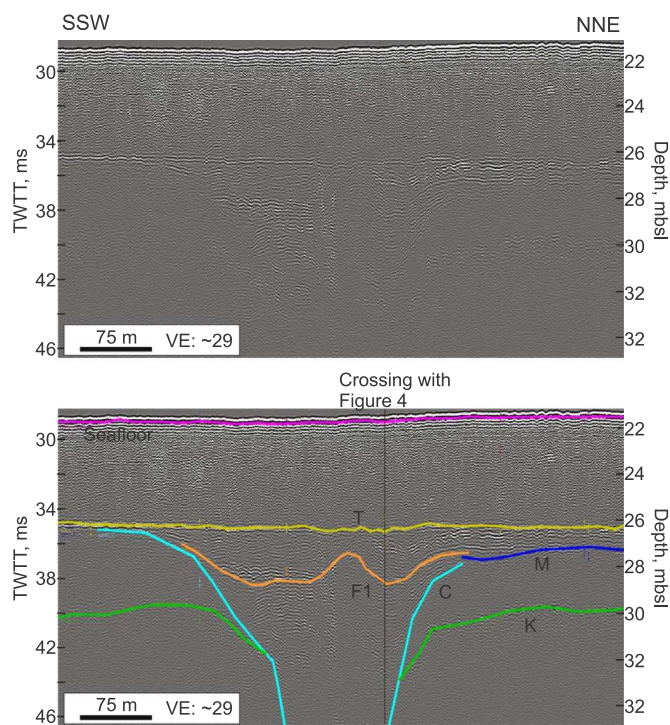 SSW NNE
30
34
38
42
46
TWTT, ms
22
24
26
28
30
32
Depth, mbsl
75 m VE: ~29
Crossing with
Figure 4
Seafloor
T
F1
C
M
K
30
34
38
42
46
TWTT, ms
22
24
26
28
30
32
Depth, mbsl
75 m VE: ~29